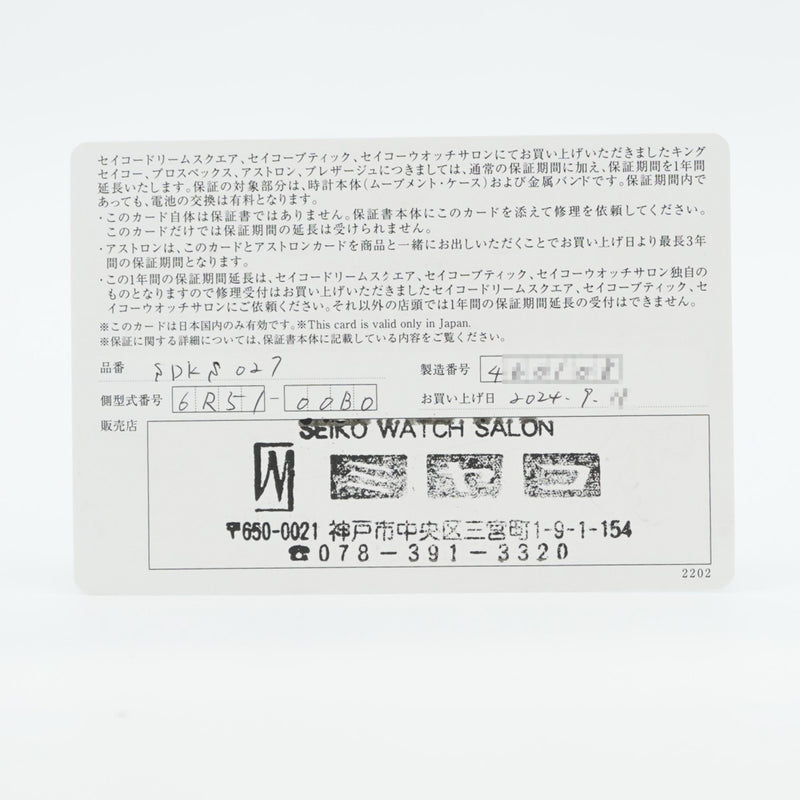 セイコードリームスクエア、セイコーブティック、セイコーウオッチサロンにてお買い上げいただきましたキング
セイコー、プロスペックス、アストロン、プレザージュにつきましては、通常の保証期間に加え、保証期間を1年間
延長いたします。保証の対象部分は、時計本体（ムーブメント・ケース）および金属バンドです。保証期間内で
あっても、電池の交換は有料となります。
・このカード自体は保証書ではありません。保証書本体にこのカードを添えて修理を依頼してください。
このカードだけでは保証期間の延長は受けられません。
・アストロンは、このカードとアストロンカードを商品と一緒にお出しいただくことでお買い上げ日より最長3年
間の保証期間となります。
・この1年間の保証期間延長は、セイコードリームスクエア、セイコーブティック、セイコーウオッチサロン独自の
ものとなりますので修理受付はお買い上げいただきましたセイコードリームスクエア、セイコーブティック、セイ
コーウオッチサロンにご依頼ください。それ以外の店頭では1年間の保証期間延長の受付はできません。
※このカードは日本国内のみ有効です。※This card is valid only in Japan.
※保証に関する詳細については、保証書本体に記載している内容をご覧ください。
品番 SDKS027 製造番号 4
側型式番号 6R51-00B0 お買い上げ日 2024.9.
販売店
SEIKO WATCH SALON
ミヤコ
〒650-0021 神戸市中央区三宮町1-9-1-154
☎078-391-3320
2202